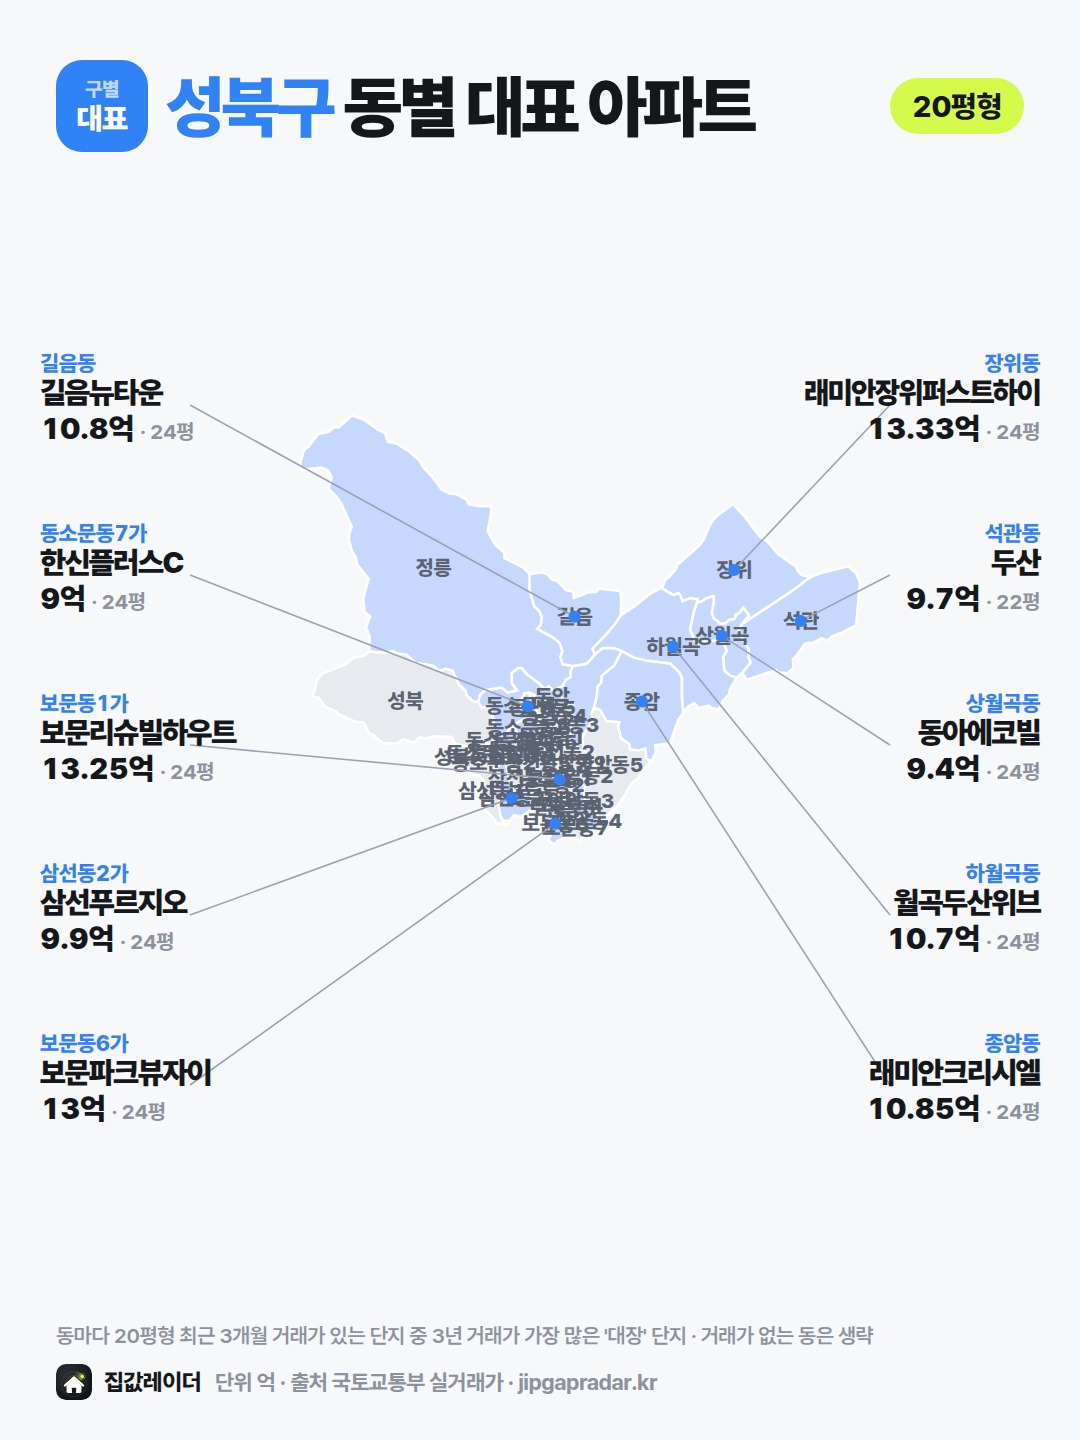 구별
대표
성북구 동별 대표 아파트
20평형
길음동
길음뉴타운
10.8억 · 24평
동소문동7가
한신플러스C
9억 · 24평
보문동1가
보문리슈빌하우트
13.25억 · 24평
삼선동2가
삼선푸르지오
9.9억 · 24평
보문동6가
보문파크뷰자이
13억 · 24평
장위동
래미안장위퍼스트하이
13.33억 · 24평
석관동
두산
9.7억 · 22평
상월곡동
동아에코빌
9.4억 · 24평
하월곡동
월곡두산위브
10.7억 · 24평
종암동
래미안크리시엘
10.85억 · 24평
정릉
길음
장위
석관
상월곡
하월곡
성북
종암
동마다 20평형 최근 3개월 거래가 있는 단지 중 3년 거래가 가장 많은 '대장' 단지 · 거래가 없는 동은 생략
집값레이더 단위 억 · 출처 국토교통부 실거래가 · jipgapradar.kr